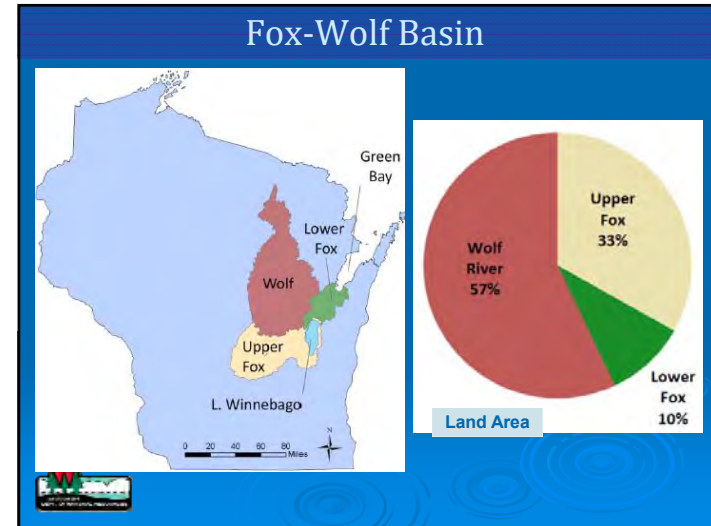 Fox-Wolf Basin
Green
Bay
Lower
Fox
Wolf
Upper
Fox
L. Winnebago
N
0 20 40 60 80
Miles
Upper
Fox
33%
Wolf
River
57%
Lower
Fox
10%
Land Area
W